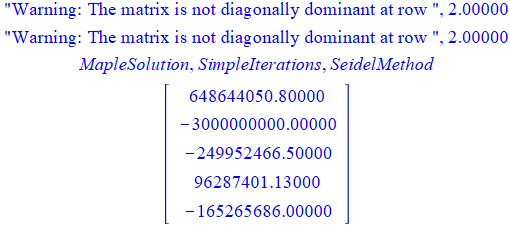 "Warning: The matrix is not diagonally dominant at row ", 2.00000
"Warning: The matrix is not diagonally dominant at row ", 2.00000
MapleSolution, SimpleIterations, SeidelMethod
648644050.80000
−3000000000.00000
−249952466.50000
96287401.13000
−165265686.00000